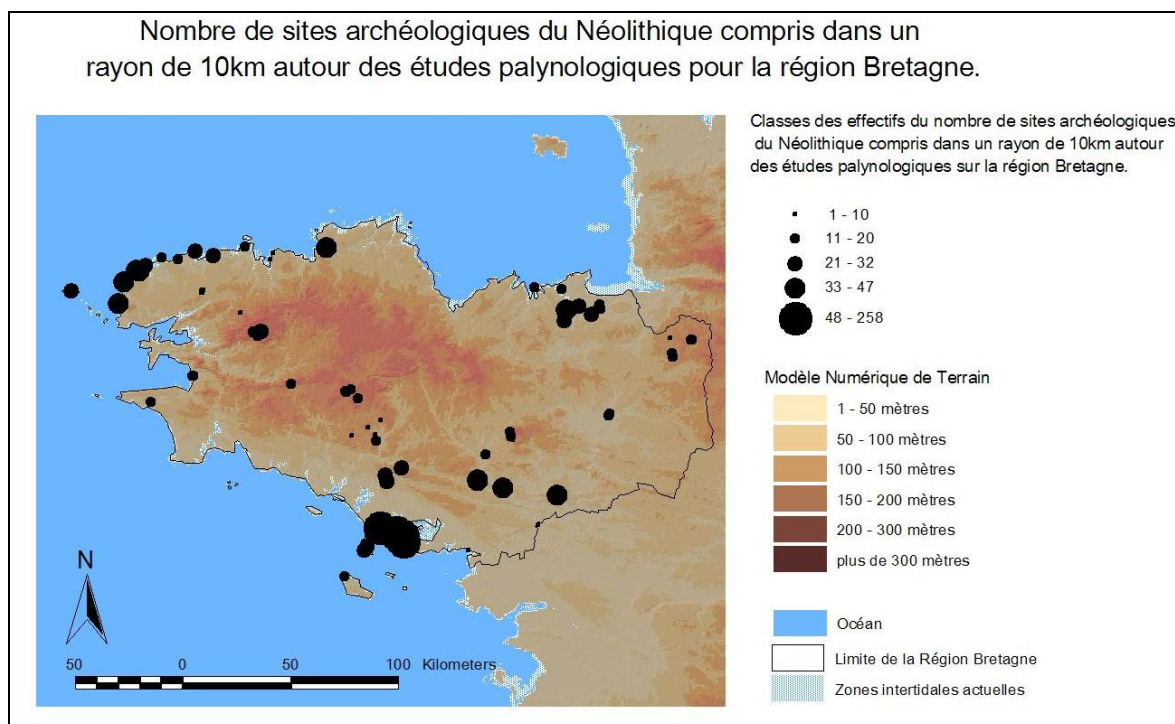 Nombre de sites archéologiques du Néolithique compris dans un
rayon de 10km autour des études palynologiques pour la région Bretagne.
Classes des effectifs du nombre de sites archéologiques
du Néolithique compris dans un rayon de 10km autour
des études palynologiques sur la région Bretagne.
1 - 10
11 - 20
21 - 32
33 - 47
48 - 258
Modèle Numérique de Terrain
1 - 50 mètres
50 - 100 mètres
100 - 150 mètres
150 - 200 mètres
200 - 300 mètres
plus de 300 mètres
Océan
Limite de la Région Bretagne
Zones intertidales actuelles
N
50 0 50 100 Kilometers